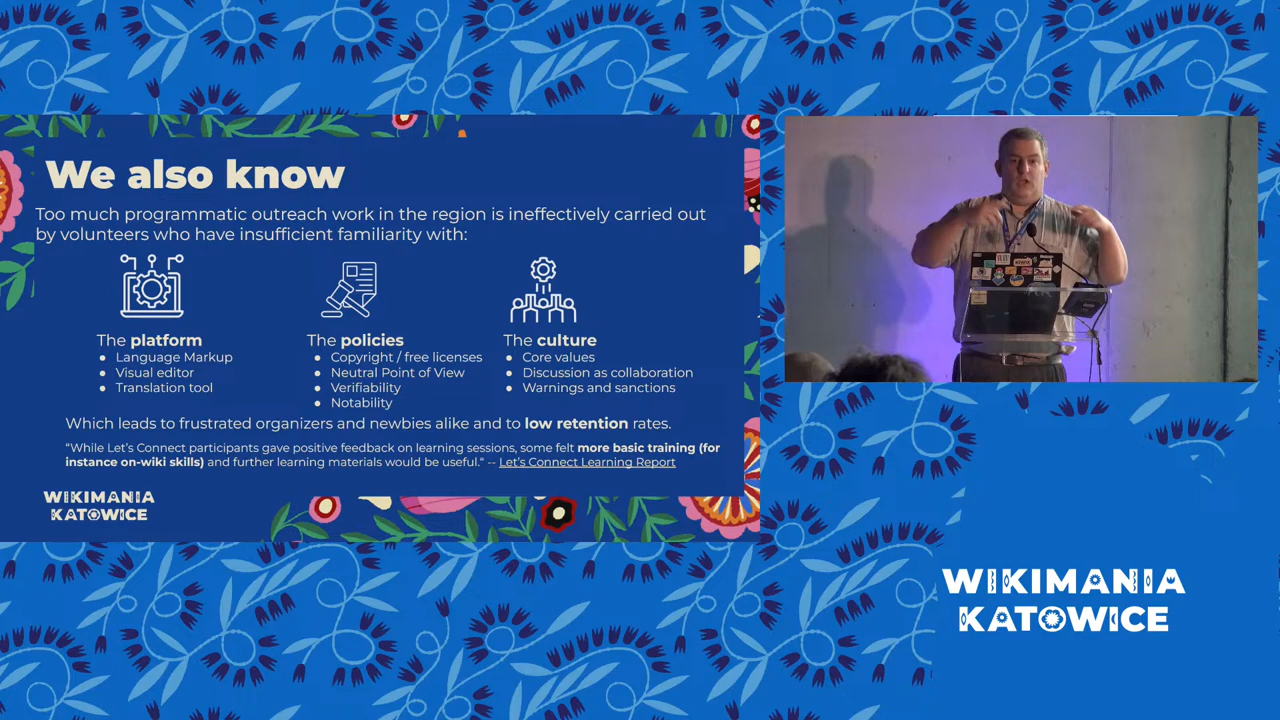 We also know
Too much programmatic outreach work in the region is ineffectively carried out
by volunteers who have insufficient familiarity with:
The platform
● Language Markup
● Visual editor
● Translation tool
The policies
● Copyright / free licenses
● Neutral Point of View
● Verifiability
● Notability
The culture
● Core values
● Discussion as collaboration
● Warnings and sanctions
Which leads to frustrated organizers and newbies alike and to low retention rates.
“While Let’s Connect participants gave positive feedback on learning sessions, some felt more basic training (for
instance on-wiki skills) and further learning materials would be useful.” -- Let’s Connect Learning Report
WIKIMANIA
KATOWICE
WIKIMANIA
KATOWICE